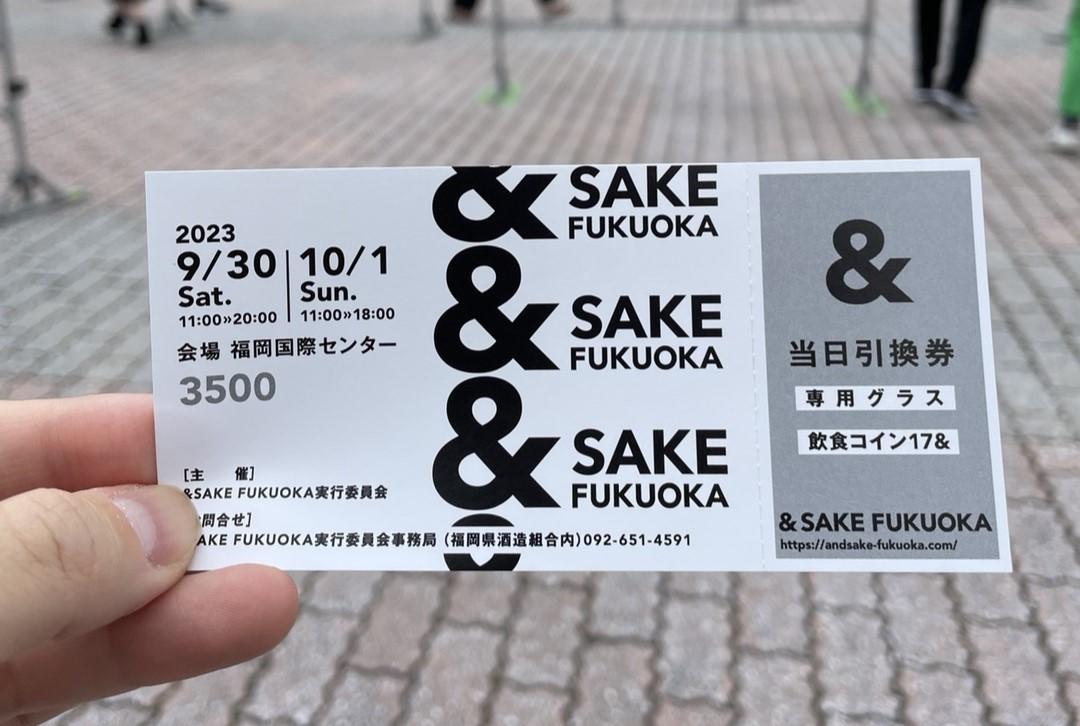 2023
9/30 | 10/1
Sat. Sun.
11:00»20:00 11:00»18:00
会場 福岡国際センター
3500
[主 催]
&SAKE FUKUOKA実行委員会
問合せ]
AKE FUKUOKA実行委員会事務局(福岡県酒造組合内)092-651-4591
& SAKE
FUKUOKA
& SAKE
FUKUOKA
& SAKE
FUKUOKA
&
当日引換券
専用グラス
飲食コイン17&
& SAKE FUKUOKA
https://andsake-fukuoka.com/